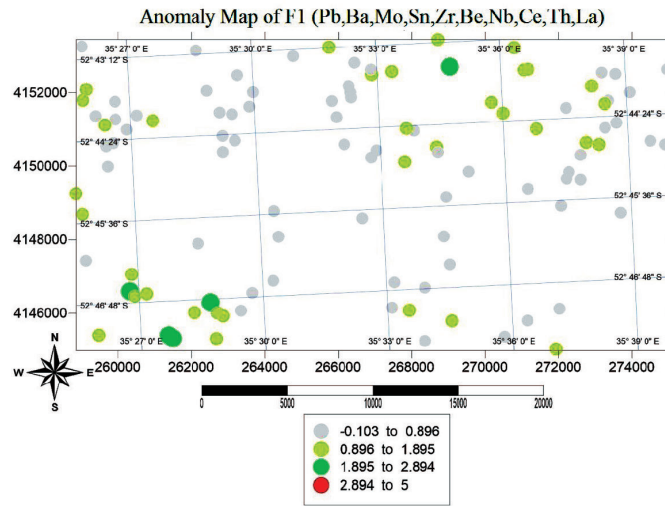 Anomaly Map of F1 (Pb,Ba,Mo,Sn,Zr,Be,Nb,Ce,Th,La)
35° 27' 0" E 35° 30' 0" E 35° 33' 0" E 35° 36' 0" E 35° 39' 0" E
52° 43' 12" S
4152000
52° 44' 24" S 52° 44' 24" S
4150000
52° 45' 36" S 52° 45' 36" S
4148000
52° 46' 48" S 52° 46' 48" S
4146000
35° 27' 0" E 35° 30' 0" E 35° 33' 0" E 35° 36' 0" E 35° 39' 0" E
260000 262000 264000 266000 268000 270000 272000 274000
N
W E
S
0 5000 10000 15000 20000
-0.103 to 0.896
0.896 to 1.895
1.895 to 2.894
2.894 to 5